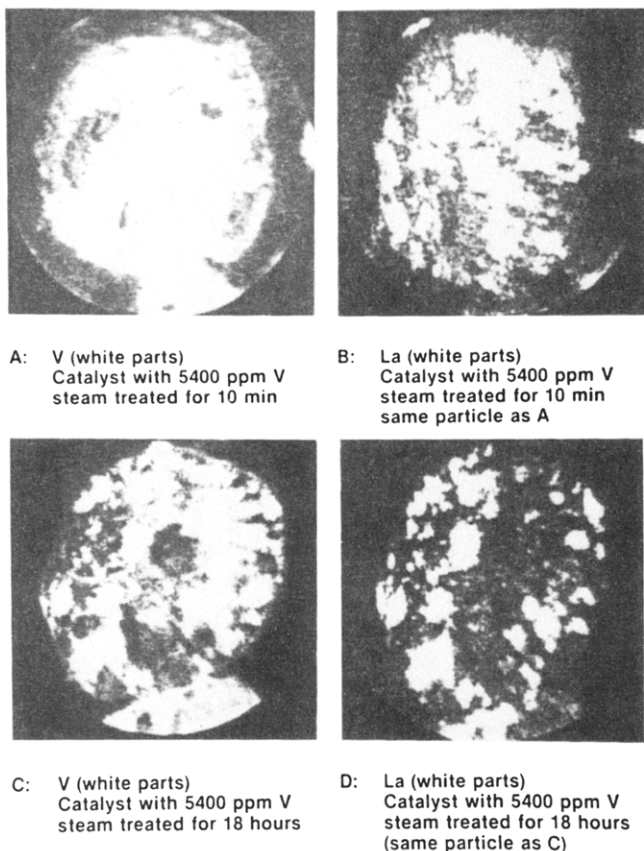 A: V (white parts)
Catalyst with 5400 ppm V
steam treated for 10 min
B: La (white parts)
Catalyst with 5400 ppm V
steam treated for 10 min
same particle as A
C: V (white parts)
Catalyst with 5400 ppm V
steam treated for 18 hours
D: La (white parts)
Catalyst with 5400 ppm V
steam treated for 18 hours
(same particle as C)